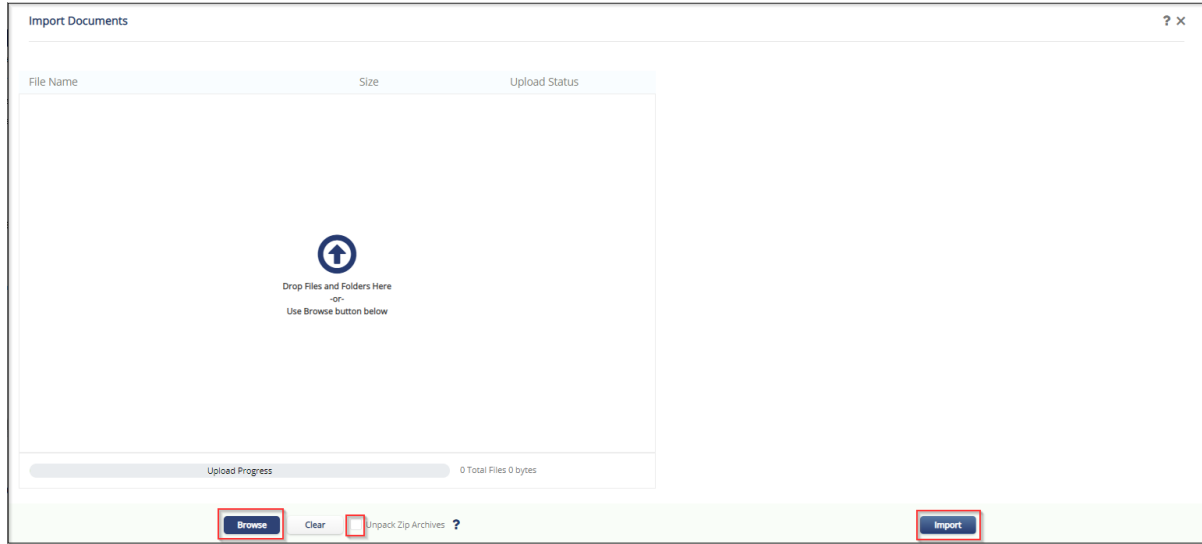 Import Documents
? ×
File Name Size Upload Status
Drop Files and Folders Here
-or-
Use Browse button below
Upload Progress 0 Total Files 0 bytes
Browse Clear Unpack Zip Archives ? Import